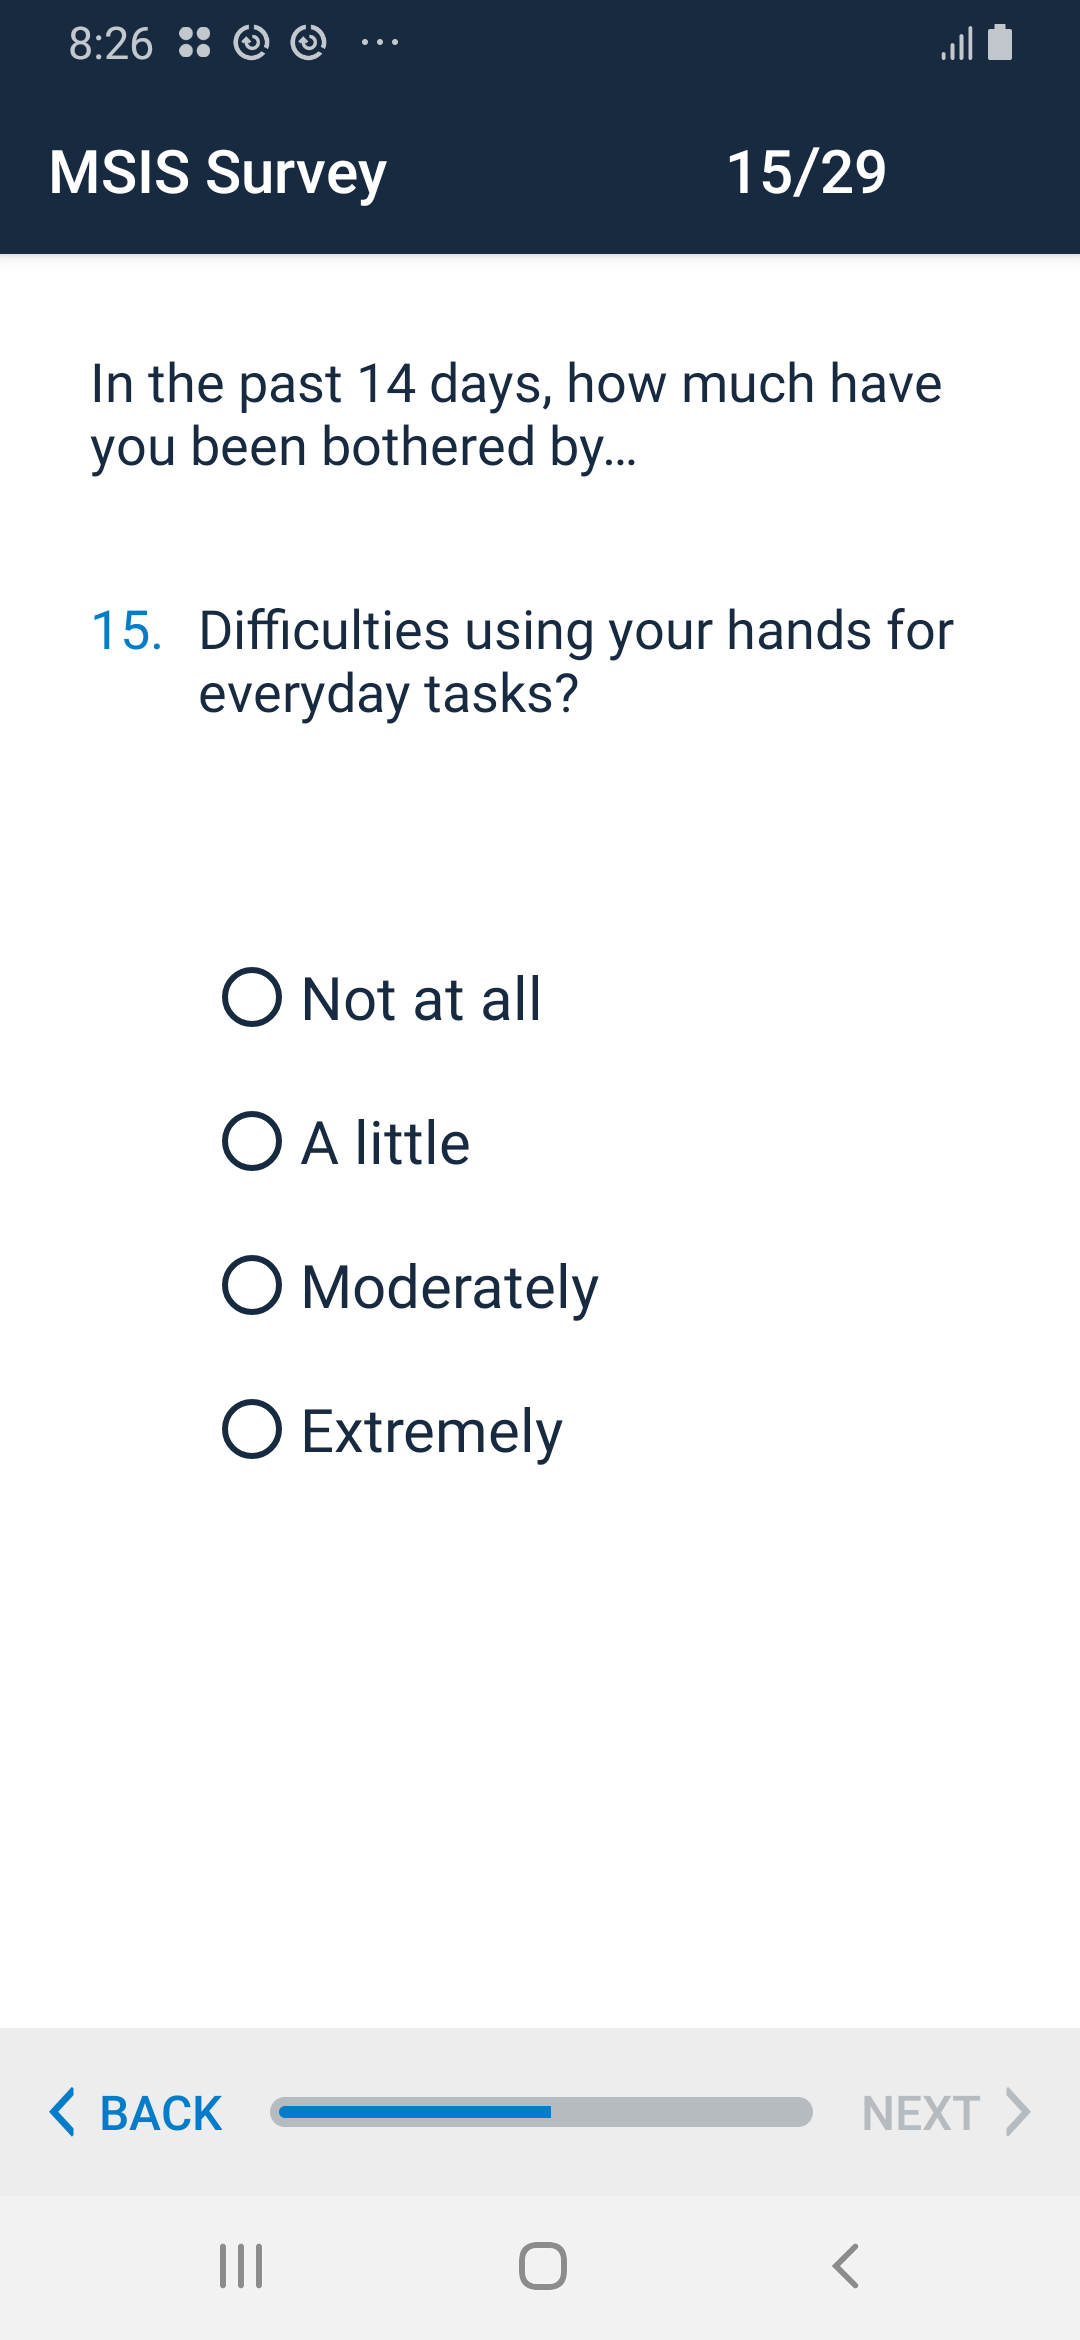 8:26
MSIS Survey 15/29
In the past 14 days, how much have
you been bothered by...
15. Difficulties using your hands for
everyday tasks?
Not at all
A little
Moderately
Extremely
BACK NEXT